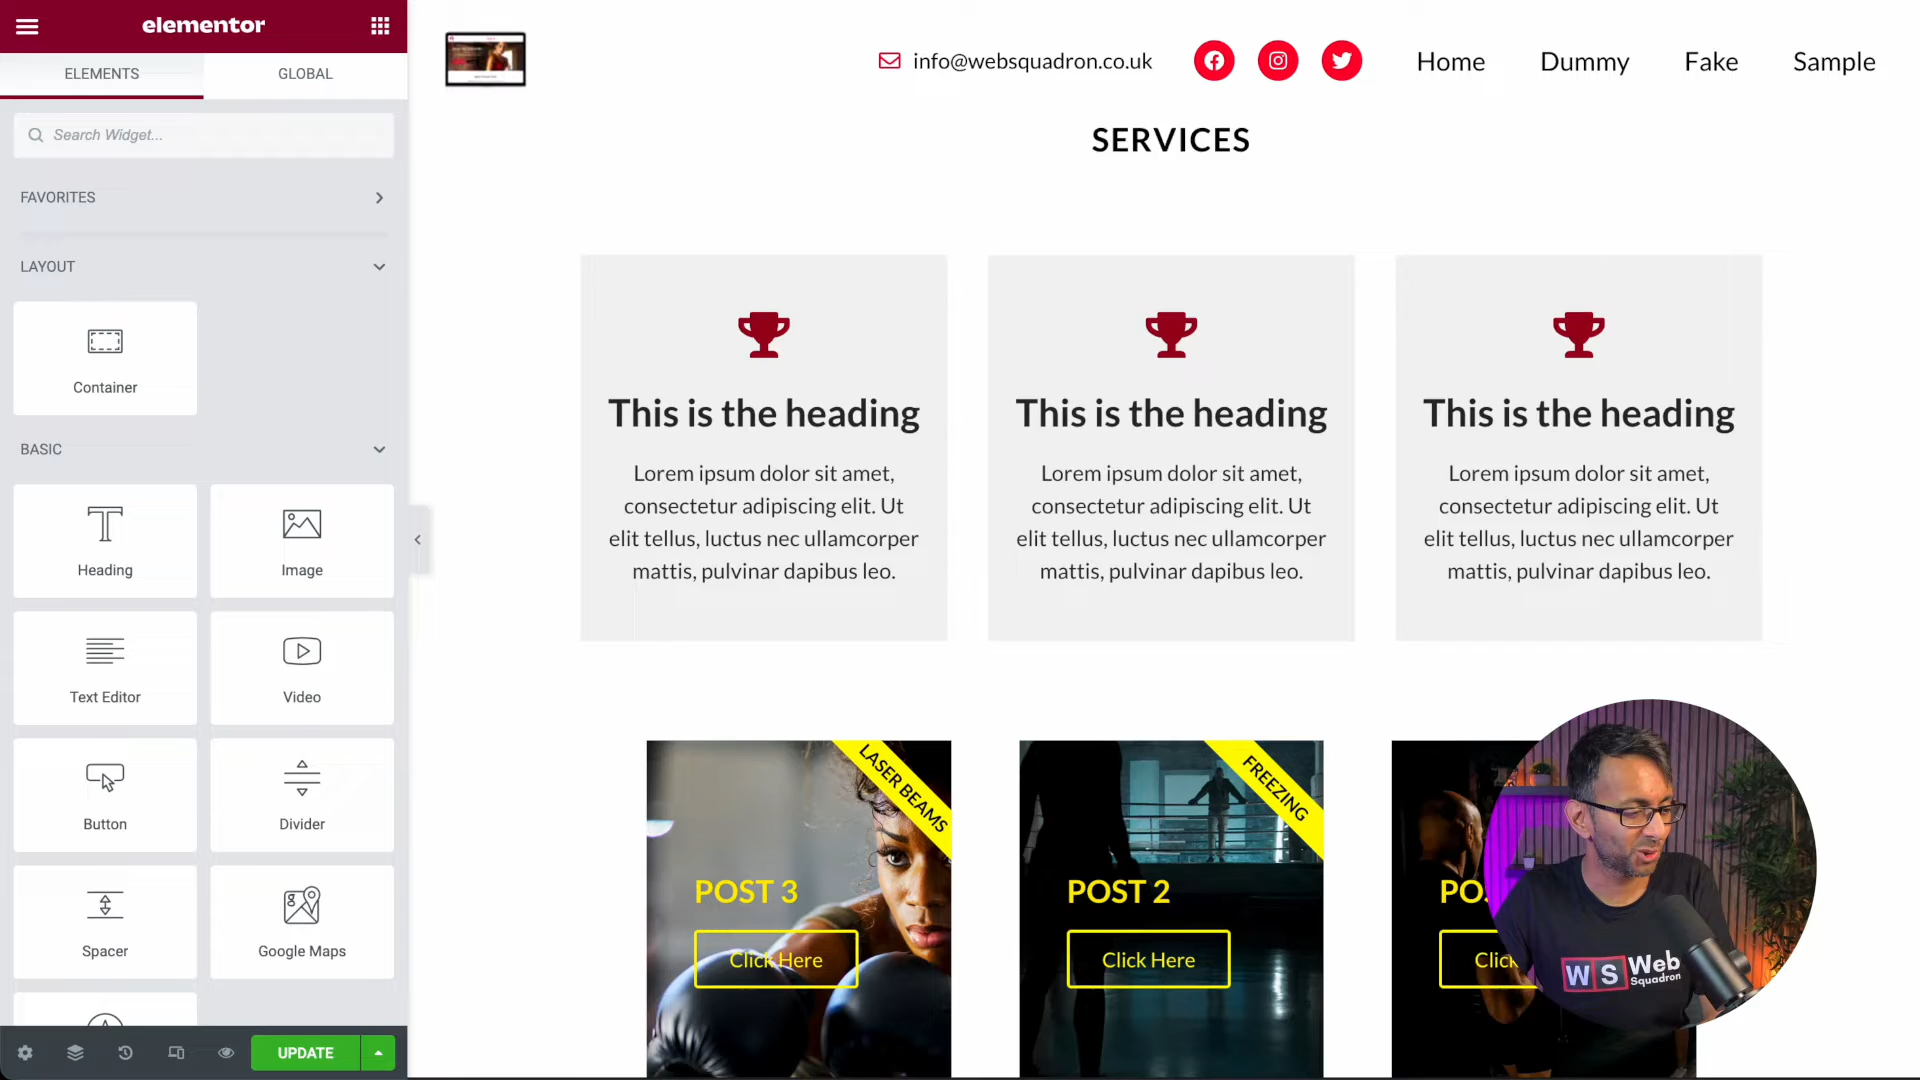 elementor
ELEMENTS
GLOBAL
Search Widget...
FAVORITES
LAYOUT
Container
BASIC
Heading
Image
Text Editor
Video
Button
Divider
Spacer
Google Maps
UPDATE
info@websquadron.co.uk
Home
Dummy
Fake
Sample
SERVICES
This is the heading
Lorem ipsum dolor sit amet,
consectetur adipiscing elit. Ut
elit tellus, luctus nec ullamcorper
mattis, pulvinar dapibus leo.
This is the heading
Lorem ipsum dolor sit amet,
consectetur adipiscing elit. Ut
elit tellus, luctus nec ullamcorper
mattis, pulvinar dapibus leo.
This is the heading
Lorem ipsum dolor sit amet,
consectetur adipiscing elit. Ut
elit tellus, luctus nec ullamcorper
mattis, pulvinar dapibus leo.
LASER BEAMS
POST 3
Click Here
FREEZING
POST 2
Click Here
PO
Click
WS Web
Squadron